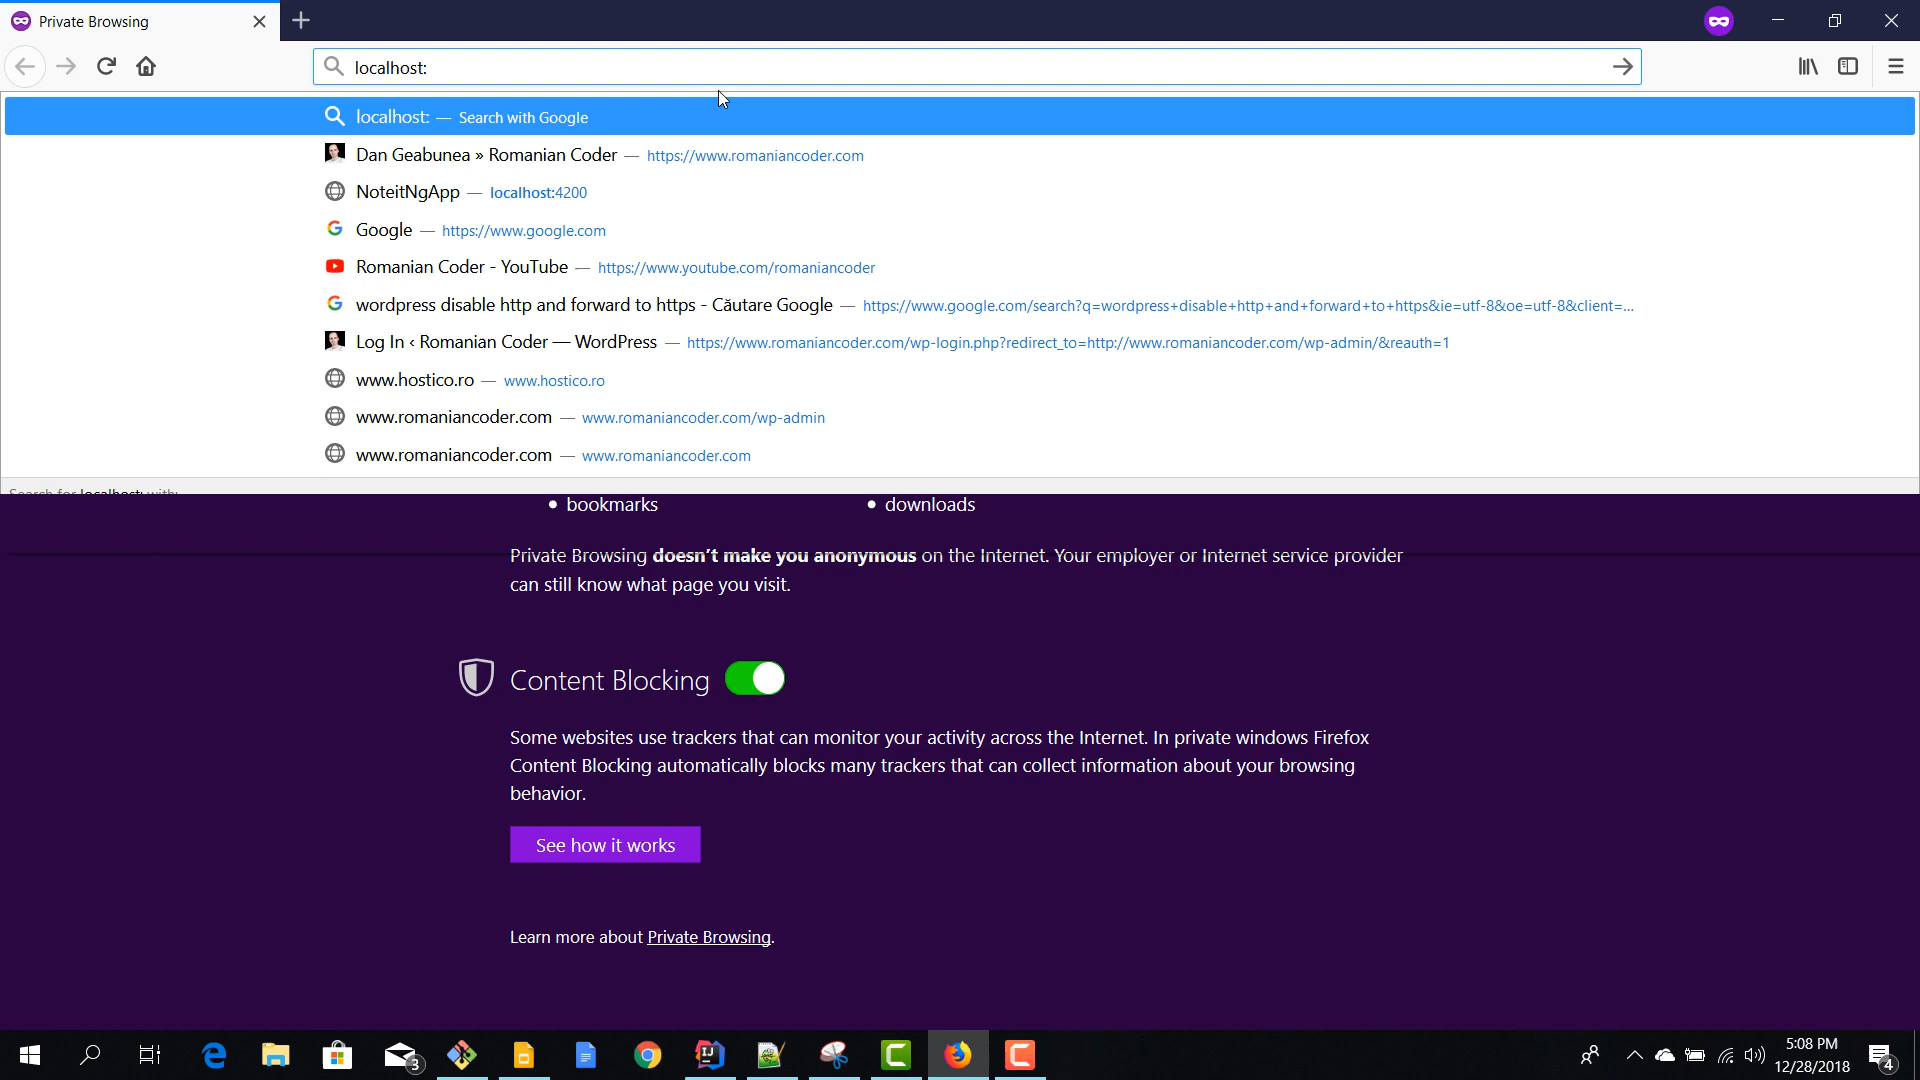 Private Browsing
localhost:
localhost: — Search with Google
Dan Geabunea » Romanian Coder — https://www.romaniancoder.com
NoteitNgApp — localhost:4200
Google — https://www.google.com
Romanian Coder - YouTube — https://www.youtube.com/romaniancoder
wordpress disable http and forward to https - Căutare Google — https://www.google.com/search?q=wordpress+disable+http+and+forward+to+https&ie=utf-8&oe=utf-8&client=...
Log In ‹ Romanian Coder — WordPress — https://www.romaniancoder.com/wp-login.php?redirect_to=http://www.romaniancoder.com/wp-admin/&reauth=1
www.hostico.ro — www.hostico.ro
www.romaniancoder.com — www.romaniancoder.com/wp-admin
www.romaniancoder.com — www.romaniancoder.com
Search for localhost: with:
• bookmarks • downloads
Private Browsing doesn't make you anonymous on the Internet. Your employer or Internet service provider
can still know what page you visit.
Content Blocking
Some websites use trackers that can monitor your activity across the Internet. In private windows Firefox
Content Blocking automatically blocks many trackers that can collect information about your browsing
behavior.
See how it works
Learn more about Private Browsing.
3
IJ
5:08 PM
12/28/2018
4